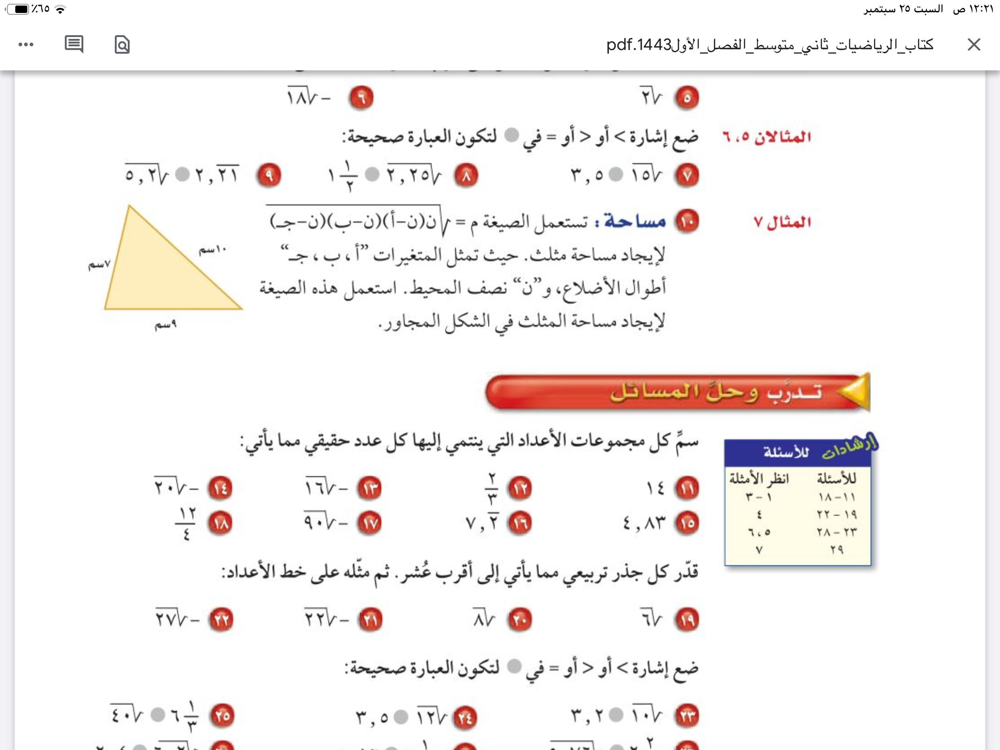 ١٢:٢١ ص السبت ٢٥ سبتمبر ٦٥٪
كتاب_الرياضيات_ثاني_متوسط_الفصل_الأول1443.pdf
٥ √٢ ٦ -√١٨
المثالان ٥، ٦ ضع إشارة > أو < أو = في ● لتكون العبارة صحيحة:
٧ √١٥ ● ٣,٥ ٨ √٢,٢٥ ● ١ ١/٢ ٩ ٢,٢١̅ ● √٥,٢
المثال ٧ ١٠ مساحة: تستعمل الصيغة م = √ن(ن-أ)(ن-ب)(ن-جـ)
لإيجاد مساحة مثلث. حيث تمثل المتغيرات "أ، ب، جـ"
أطوال الأضلاع، و"ن" نصف المحيط. استعمل هذه الصيغة
لإيجاد مساحة المثلث في الشكل المجاور.
١٠سم
٧سم
٩سم
تـدرَّب وحلَّ المسائل
سمِّ كل مجموعات الأعداد التي ينتمي إليها كل عدد حقيقي مما يأتي:
١١ ١٤ ١٢ ٢/٣ ١٣ -√١٦ ١٤ -√٢٠
١٥ ٤,٨٣ ١٦ ٧,٢̅ ١٧ -√٩٠ ١٨ ١٢/٤
إرشادات للأسئلة
للأسئلة انظر الأمثلة
١١-١٨ ١-٣
١٩-٢٢ ٤
٢٣-٢٨ ٥، ٦
٢٩ ٧
قدّر كل جذر تربيعي مما يأتي إلى أقرب عُشر. ثم مثّله على خط الأعداد:
١٩ √٦ ٢٠ √٨ ٢١ -√٢٢ ٢٢ -√٢٧
ضع إشارة > أو < أو = في ● لتكون العبارة صحيحة:
٢٣ √١٠ ● ٣,٢ ٢٤ √١٢ ● ٣,٥ ٢٥ ٦ ١/٣ ● √٤٠